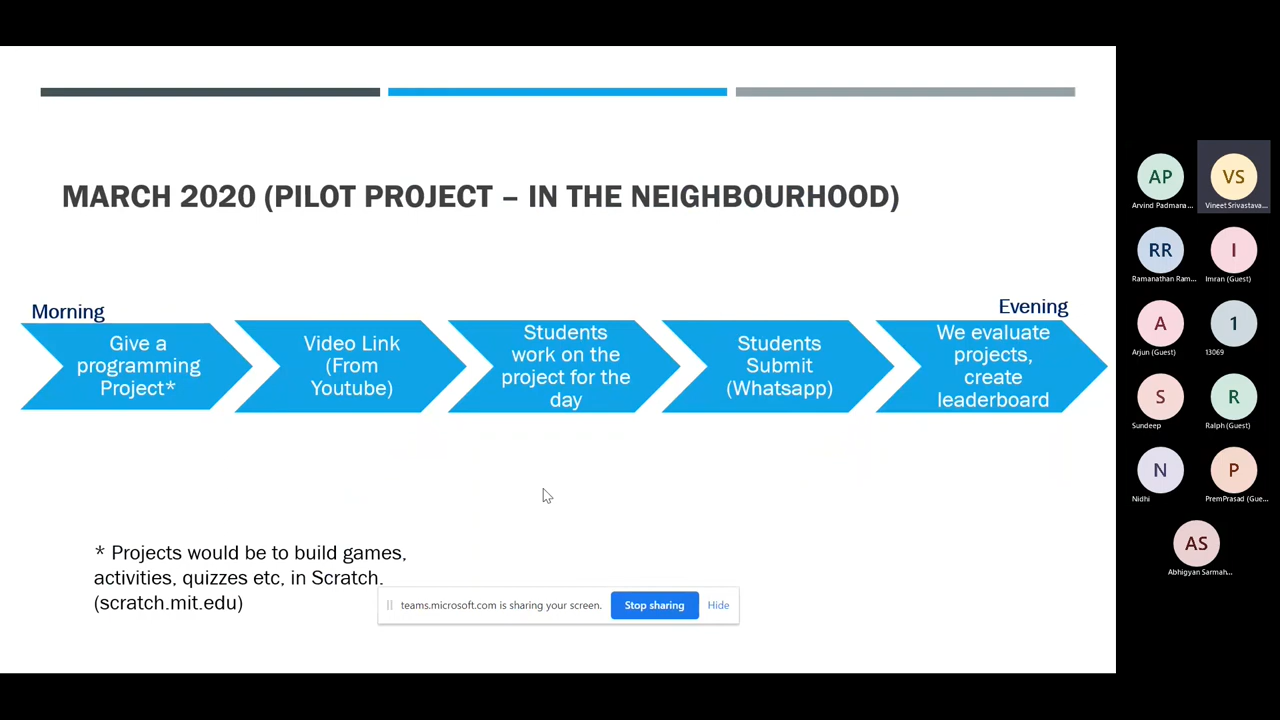 MARCH 2020 (PILOT PROJECT – IN THE NEIGHBOURHOOD)
Morning
Evening
Give a
programming
Project*
Video Link
(From
Youtube)
Students
work on the
project for the
day
Students
Submit
(Whatsapp)
We evaluate
projects,
create
leaderboard
* Projects would be to build games,
activities, quizzes etc, in Scratch.
(scratch.mit.edu)
teams.microsoft.com is sharing your screen.
Stop sharing
Hide
AP
Arvind Padmana...
VS
Vineet Srivastava...
RR
Ramanathan Ram...
I
Imran (Guest)
A
Arjun (Guest)
1
13069
S
Sundeep
R
Ralph (Guest)
N
Nidhi
P
PremPrasad (Gue...
AS
Abhigyan Sarmah...